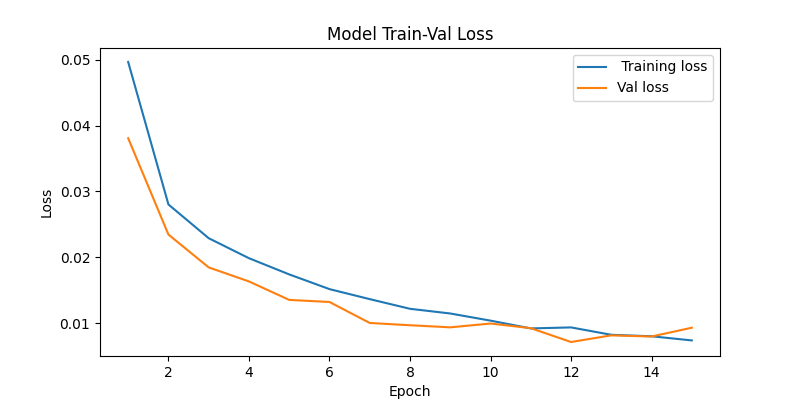 Model Train-Val Loss
Training loss
Val loss
0.05
0.04
0.03
0.02
0.01
Loss
2 4 6 8 10 12 14
Epoch